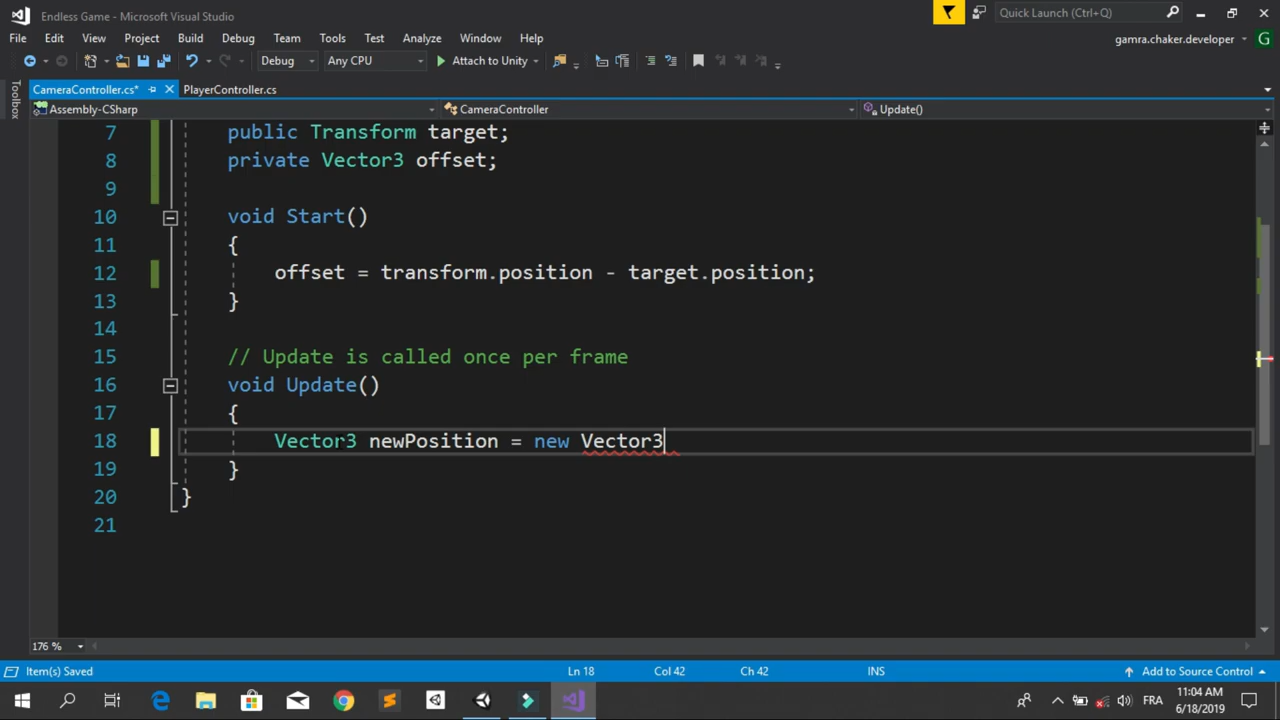 Endless Game - Microsoft Visual Studio
Quick Launch (Ctrl+Q)
File Edit View Project Build Debug Team Tools Test Analyze Window Help
gamra.chaker.developer G
Debug Any CPU Attach to Unity
Toolbox
CameraController.cs* PlayerController.cs
Assembly-CSharp CameraController Update()
7 public Transform target;
8 private Vector3 offset;
9
10 void Start()
11 {
12 offset = transform.position - target.position;
13 }
14
15 // Update is called once per frame
16 void Update()
17 {
18 Vector3 newPosition = new Vector3
19 }
20 }
21
176 %
Item(s) Saved Ln 18 Col 42 Ch 42 INS Add to Source Control
FRA 11:04 AM
6/18/2019